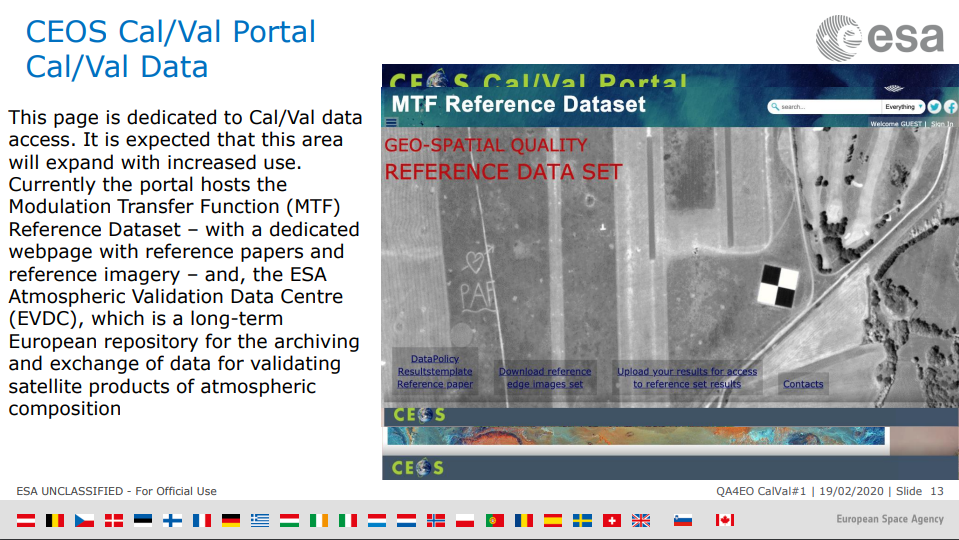 CEOS Cal/Val Portal
Cal/Val Data
esa
This page is dedicated to Cal/Val data
access. It is expected that this area
will expand with increased use.
Currently the portal hosts the
Modulation Transfer Function (MTF)
Reference Dataset – with a dedicated
webpage with reference papers and
reference imagery – and, the ESA
Atmospheric Validation Data Centre
(EVDC), which is a long-term
European repository for the archiving
and exchange of data for validating
satellite products of atmospheric
composition
CEOS Cal/Val Portal
MTF Reference Dataset
search...
Everything
Welcome GUEST | Sign In
GEO-SPATIAL QUALITY
REFERENCE DATA SET
PAF
DataPolicy
Resultstemplate
Reference paper
Download reference
edge images set
Upload your results for access
to reference set results
Contacts
CEOS
CEOS
ESA UNCLASSIFIED - For Official Use
QA4EO CalVal#1 | 19/02/2020 | Slide 13
European Space Agency